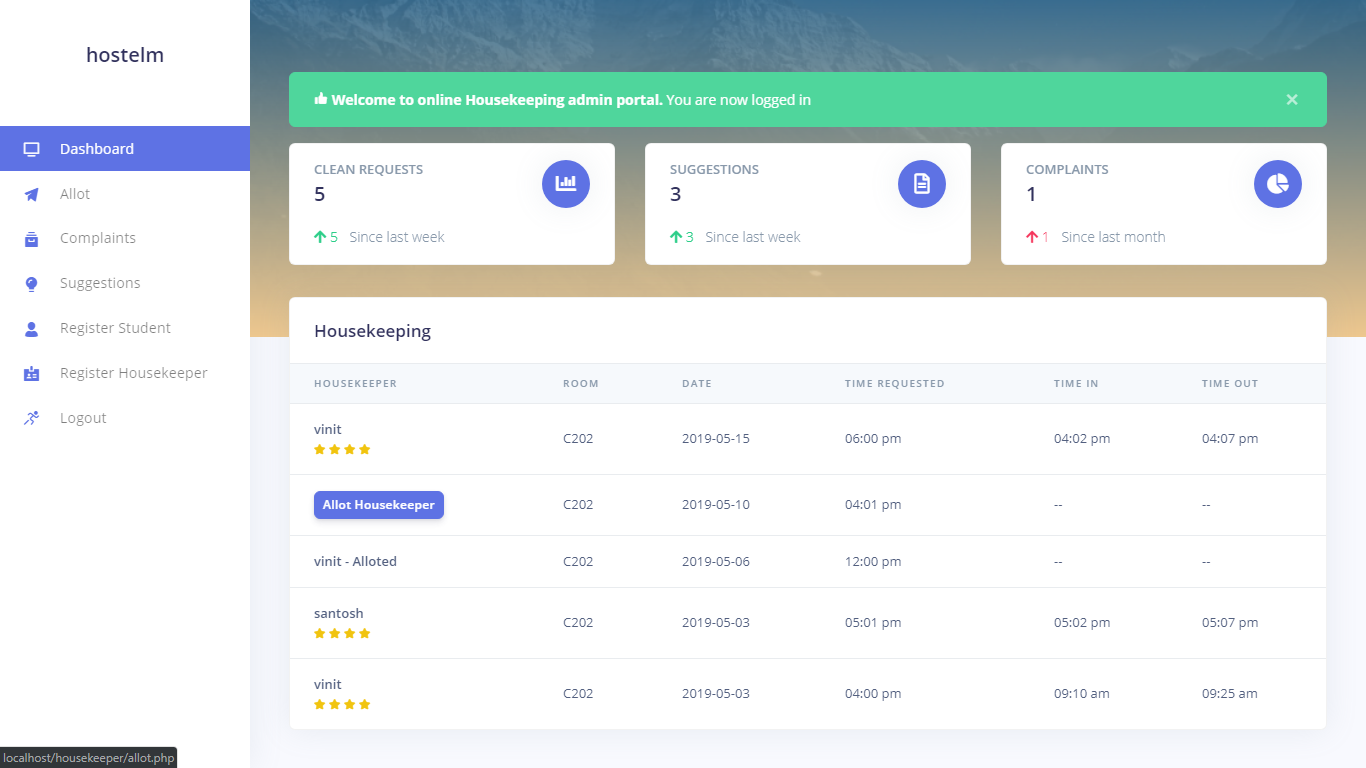 hostelm
Dashboard
Allot
Complaints
Suggestions
Register Student
Register Housekeeper
Logout
Welcome to online Housekeeping admin portal. You are now logged in ×
CLEAN REQUESTS
5
5 Since last week
SUGGESTIONS
3
3 Since last week
COMPLAINTS
1
1 Since last month
Housekeeping
HOUSEKEEPER ROOM DATE TIME REQUESTED TIME IN TIME OUT
vinit
C202 2019-05-15 06:00 pm 04:02 pm 04:07 pm
Allot Housekeeper C202 2019-05-10 04:01 pm -- --
vinit - Alloted C202 2019-05-06 12:00 pm -- --
santosh
C202 2019-05-03 05:01 pm 05:02 pm 05:07 pm
vinit
C202 2019-05-03 04:00 pm 09:10 am 09:25 am
localhost/housekeeper/allot.php